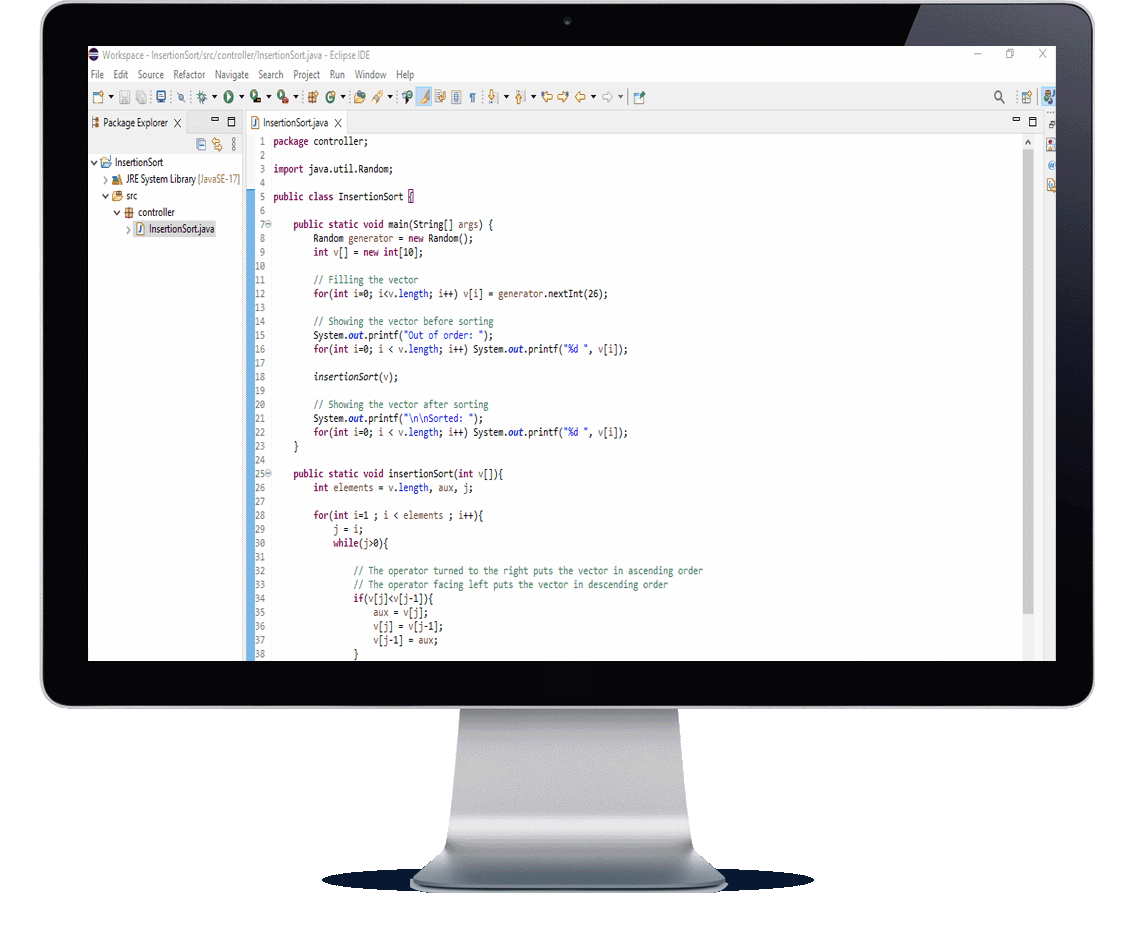 Workspace - InsertionSort/src/controller/InsertionSort.java - Eclipse IDE
File Edit Source Refactor Navigate Search Project Run Window Help
Package Explorer
InsertionSort.java
InsertionSort
JRE System Library [JavaSE-17]
src
controller
InsertionSort.java
1 package controller;
2
3 import java.util.Random;
4
5 public class InsertionSort {
6
7 public static void main(String[] args) {
8 Random generator = new Random();
9 int v[] = new int[10];
10
11 // Filling the vector
12 for(int i=0; i<v.length; i++) v[i] = generator.nextInt(26);
13
14 // Showing the vector before sorting
15 System.out.printf("Out of order: ");
16 for(int i=0; i < v.length; i++) System.out.printf("%d ", v[i]);
17
18 insertionSort(v);
19
20 // Showing the vector after sorting
21 System.out.printf("\n\nSorted: ");
22 for(int i=0; i < v.length; i++) System.out.printf("%d ", v[i]);
23 }
24
25 public static void insertionSort(int v[]){
26 int elements = v.length, aux, j;
27
28 for(int i=1 ; i < elements ; i++){
29 j = i;
30 while(j>0){
31
32 // The operator turned to the right puts the vector in ascending order
33 // The operator facing left puts the vector in descending order
34 if(v[j]<v[j-1]){
35 aux = v[j];
36 v[j] = v[j-1];
37 v[j-1] = aux;
38 }